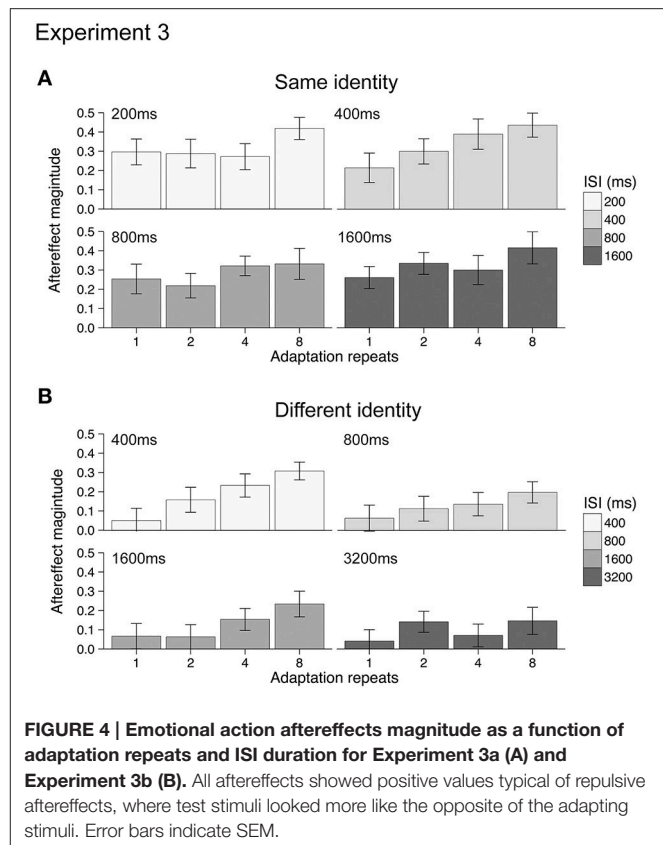 Experiment 3
A
Same identity
200ms
400ms
0.5
0.4
0.3
0.2
0.1
0.0
800ms
1600ms
0.5
0.4
0.3
0.2
0.1
0.0
Aftereffect magintude
1 2 4 8 1 2 4 8
Adaptation repeats
ISI (ms)
200
400
800
1600
B
Different identity
400ms
800ms
0.5
0.4
0.3
0.2
0.1
0.0
1600ms
3200ms
0.5
0.4
0.3
0.2
0.1
0.0
Aftereffect magintude
1 2 4 8 1 2 4 8
Adaptation repeats
ISI (ms)
400
800
1600
3200
FIGURE 4 | Emotional action aftereffects magnitude as a function of
adaptation repeats and ISI duration for Experiment 3a (A) and
Experiment 3b (B). All aftereffects showed positive values typical of repulsive
aftereffects, where test stimuli looked more like the opposite of the adapting
stimuli. Error bars indicate SEM.